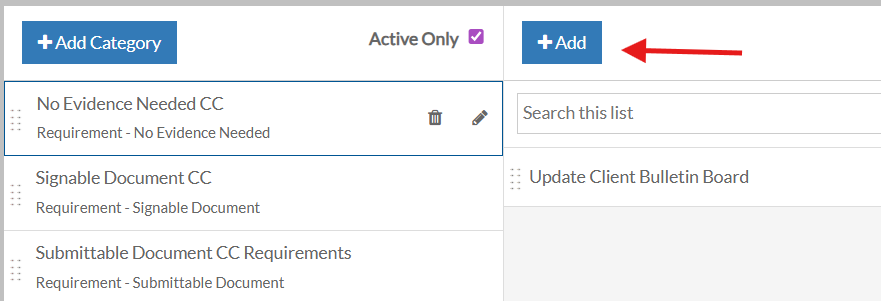 + Add Category
Active Only
+ Add
No Evidence Needed CC
Requirement - No Evidence Needed
Signable Document CC
Requirement - Signable Document
Submittable Document CC Requirements
Requirement - Submittable Document
Search this list
Update Client Bulletin Board